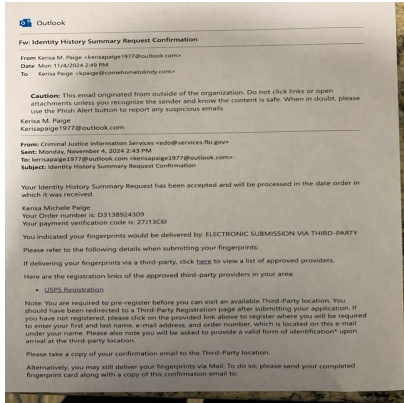 Outlook
Fw: Identity History Summary Request Confirmation
From Kerisa M. Paige <kerisapaige1977@outlook.com>
Date Mon 11/4/2024 2:49 PM
To Kerisa Paige <kpaige@comehometolindy.com>
Caution: This email originated from outside of the organization. Do not click links or open
attachments unless you recognize the sender and know the content is safe. When in doubt, please
use the Phish Alert button to report any suspicious emails
Kerisa M. Paige
Kerisapaige1977@outlook.com
From: Criminal Justice Information Services <edo@services.fbi.gov>
Sent: Monday, November 4, 2024 2:43 PM
To: kerisapaige1977@outlook.com <kerisapaige1977@outlook.com>
Subject: Identity History Summary Request Confirmation
Your Identity History Summary Request has been accepted and will be processed in the date order in
which it was received.
Kerisa Michele Paige
Your Order number is: D3138924309
Your payment verification code is: 27J13C6I
You indicated your fingerprints would be delivered by: ELECTRONIC SUBMISSION VIA THIRD-PARTY
Please refer to the following details when submitting your fingerprints:
If delivering your fingerprints via a third-party, click here to view a list of approved providers.
Here are the registration links of the approved third-party providers in your area:
• USPS Registration
Note: You are required to pre-register before you can visit an available Third-Party location. You
should have been redirected to a Third-Party Registration page after submitting your application. If
you have not registered, please click on the provided link above to register where you will be required
to enter your first and last name, e-mail address, and order number, which is located on this e-mail
under your name. Please also note you will be asked to provide a valid form of identification* upon
arrival at the third-party location.
Please take a copy of your confirmation email to the Third-Party location.
Alternatively, you may still deliver your fingerprints via Mail. To do so, please send your completed
fingerprint card along with a copy of this confirmation email to: